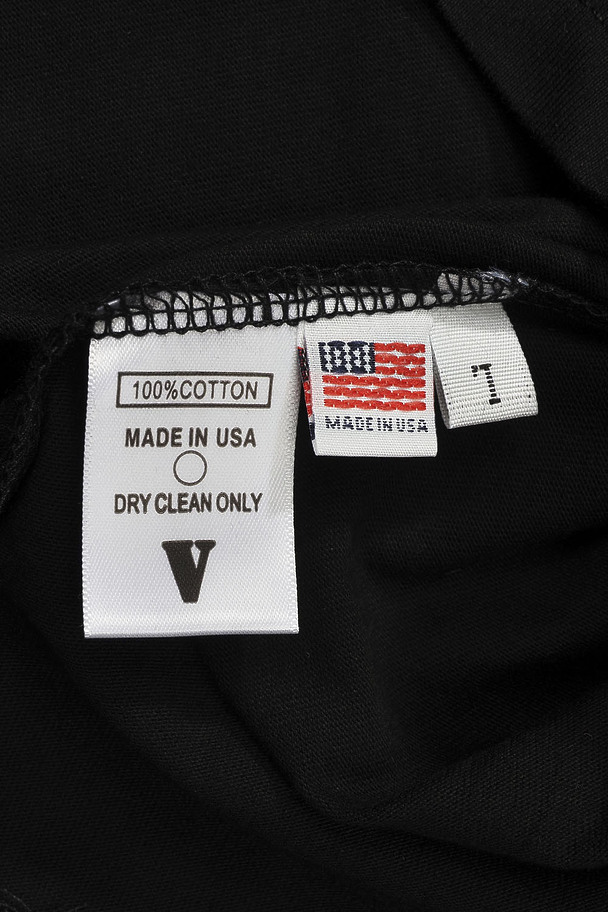 100%COTTON
MADE IN USA
DRY CLEAN ONLY
V
MADE IN USA